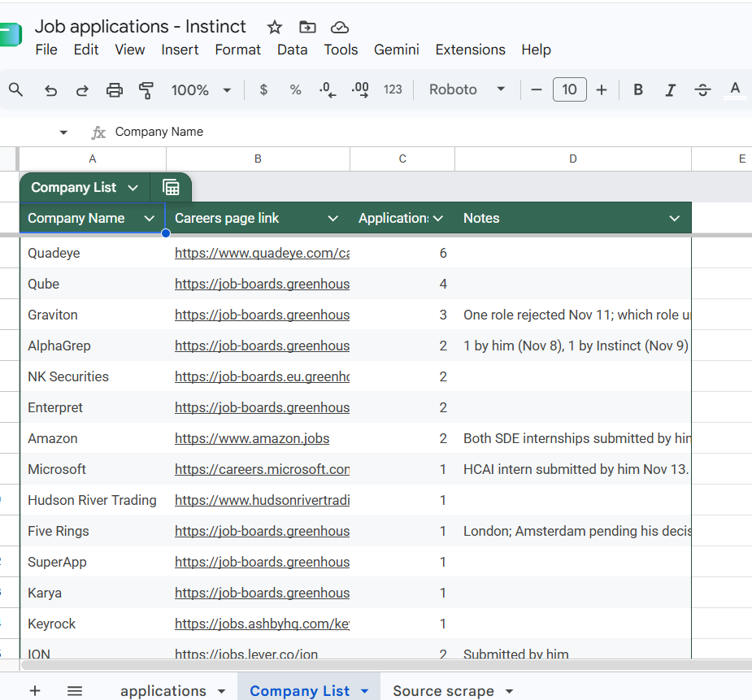 Job applications - Instinct
File Edit View Insert Format Data Tools Gemini Extensions Help
100% $ % .0 .00 123 Roboto 10 B I S A
fx Company Name
A B C D E
Company List
Company Name Careers page link Application Notes
Quadeye https://www.quadeye.com/ca 6
Qube https://job-boards.greenhous 4
Graviton https://job-boards.greenhous 3 One role rejected Nov 11; which role u
AlphaGrep https://job-boards.greenhous 2 1 by him (Nov 8), 1 by Instinct (Nov 9)
NK Securities https://job-boards.eu.greenho 2
Enterpret https://job-boards.greenhous 2
Amazon https://www.amazon.jobs 2 Both SDE internships submitted by him
Microsoft https://careers.microsoft.com 1 HCAI intern submitted by him Nov 13.
Hudson River Trading https://www.hudsonrivertradi 1
Five Rings https://job-boards.greenhous 1 London; Amsterdam pending his decis
SuperApp https://job-boards.greenhous 1
Karya https://job-boards.greenhous 1
Keyrock https://jobs.ashbyhq.com/key 1
ION https://jobs.lever.co/ion 2 Submitted by him
applications Company List Source scrape